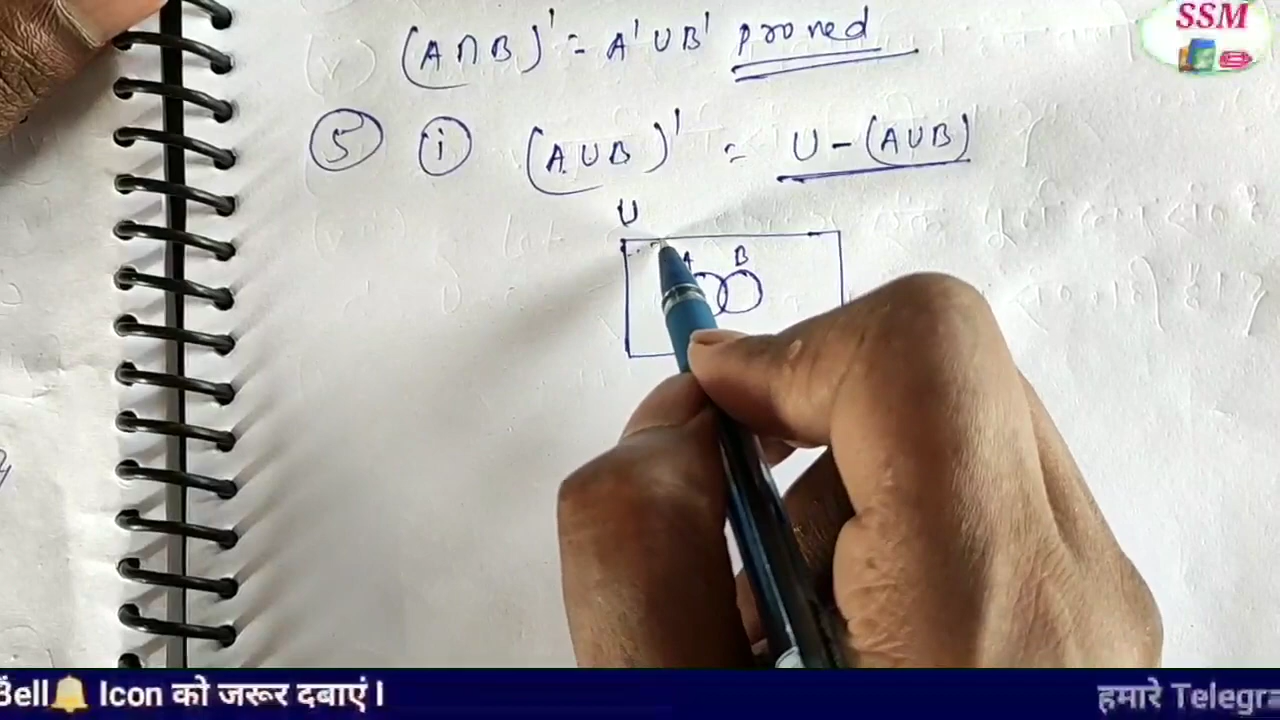 SSM
(A∩B)' = A'∪B' proved
5 i (A∪B)' = U-(A∪B)
U
A B
Bell🔔 Icon को जरूर दबाएं I
हमारे Telegra